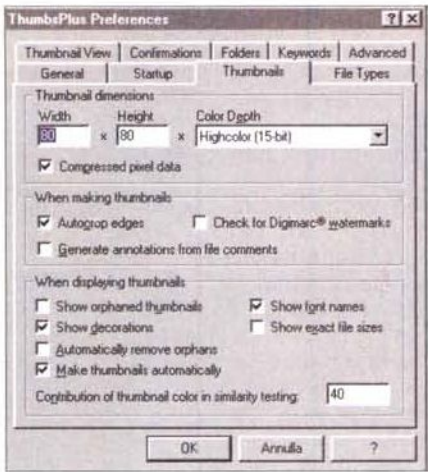 ThumbsPlus Preferences
Thumbnail View Confirmations Folders Keywords Advanced
General Startup Thumbnails File Types
Thumbnail dimensions
Width Height Color Depth
80 x 80 x Highcolor (15-bit)
Compressed pixel data
When making thumbnails
Autocrop edges Check for Digimarc® watermarks
Generate annotations from file comments
When displaying thumbnails
Show orphaned thumbnails Show font names
Show decorations Show exact file sizes
Automatically remove orphans
Make thumbnails automatically
Contribution of thumbnail color in similarity testing: 40
OK Annulla ?